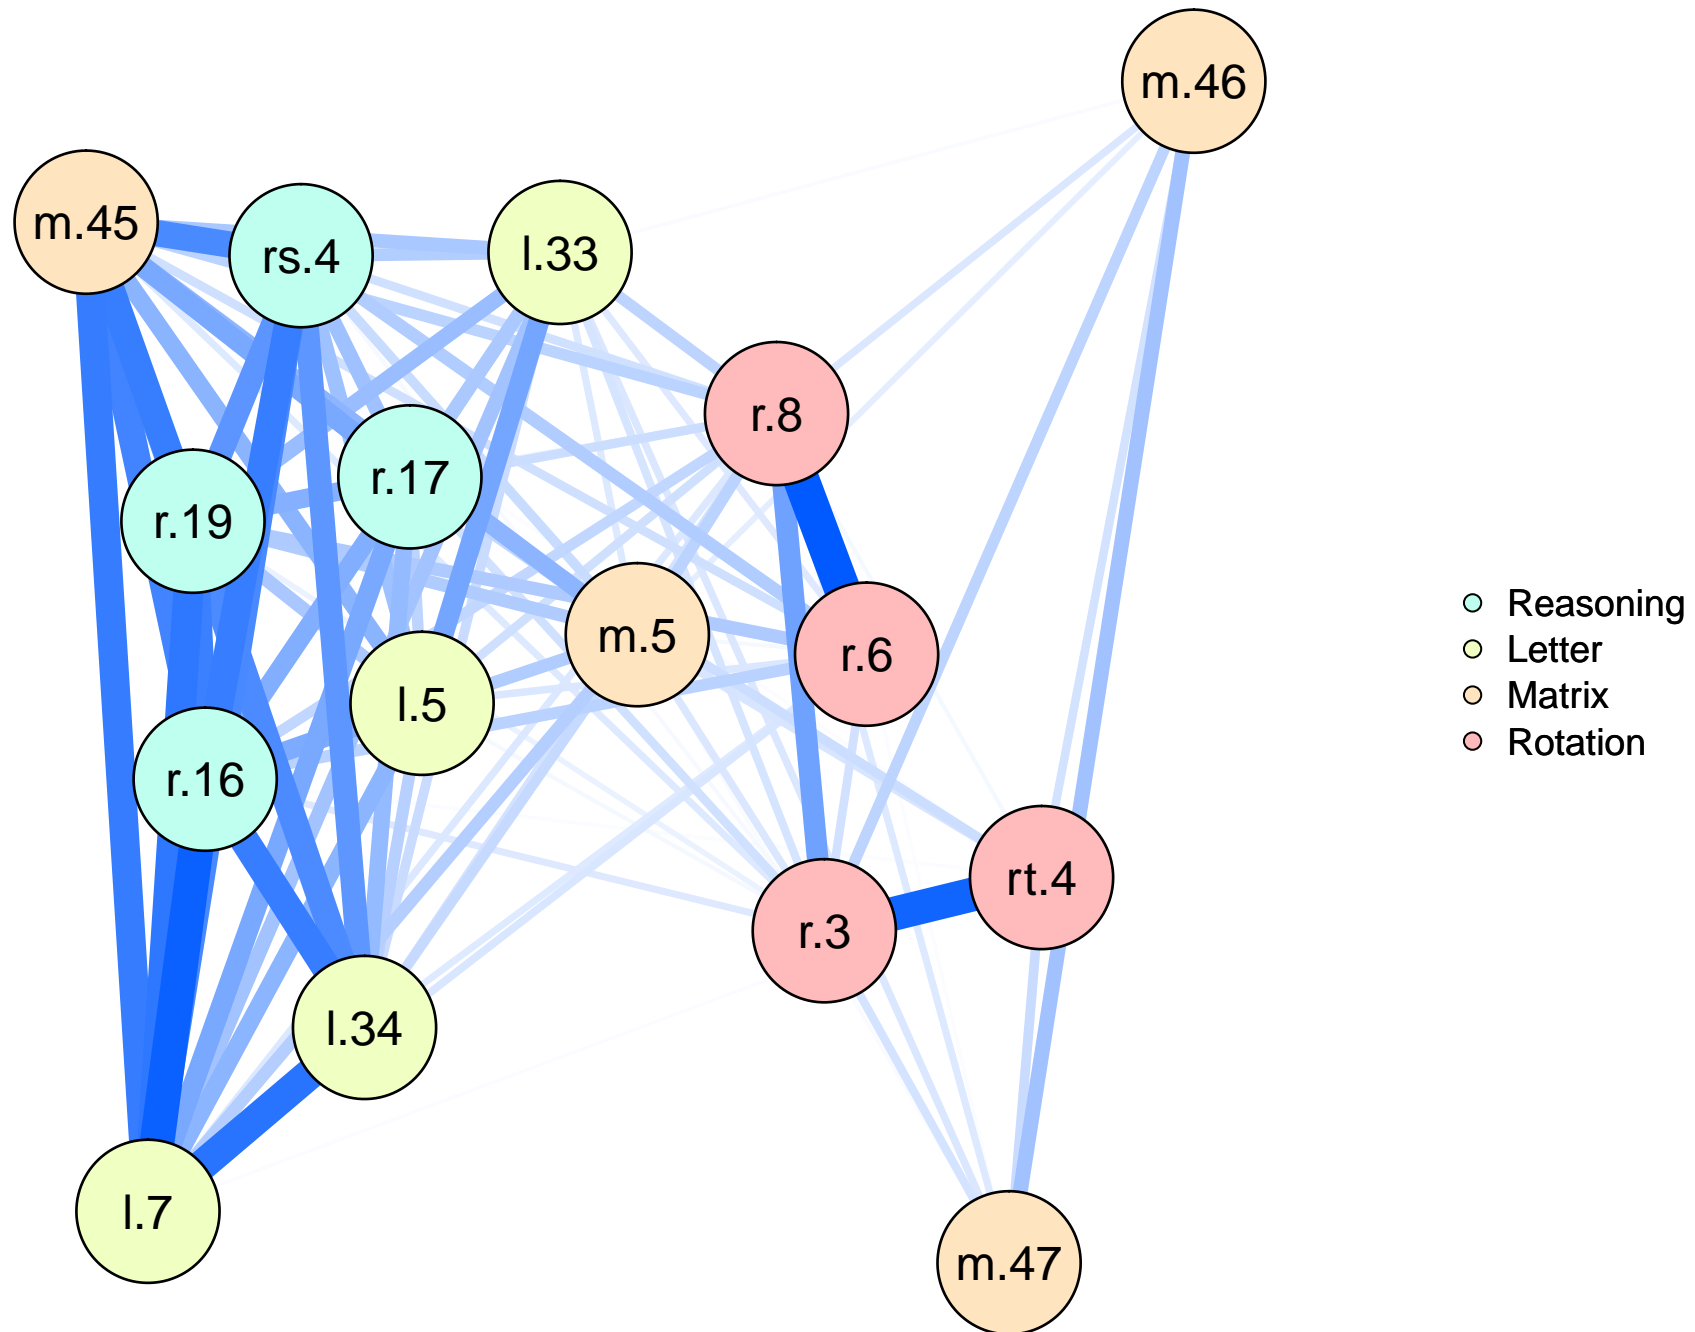 m.46
m.45
rs.4
l.33
r.8
r.17
r.19
m.5
r.6
l.5
r.16
rt.4
r.3
l.34
l.7
m.47
Reasoning
Letter
Matrix
Rotation